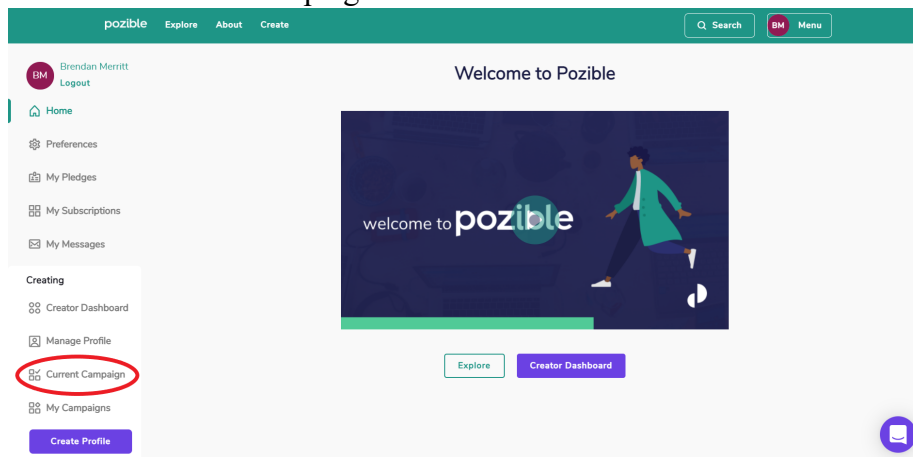 pozible Explore About Create Search BM Menu
BM Brendan Merritt
Logout
Home
Preferences
My Pledges
My Subscriptions
My Messages
Creating
Creator Dashboard
Manage Profile
Current Campaign
My Campaigns
Create Profile
Welcome to Pozible
welcome to pozible
Explore Creator Dashboard